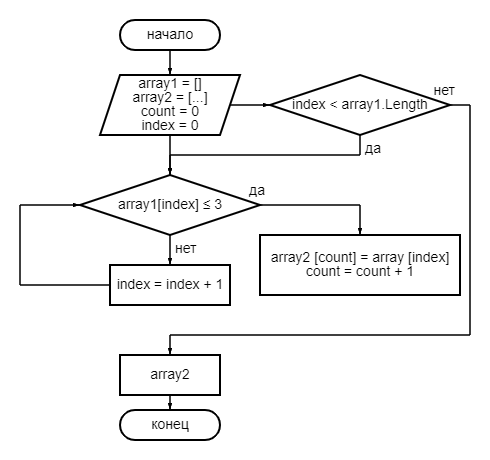 начало
array1 = []
array2 = [...]
count = 0
index = 0
index < array1.Length
нет
да
array1[index] ≤ 3
да
нет
index = index + 1
array2 [count] = array [index]
count = count + 1
array2
конец